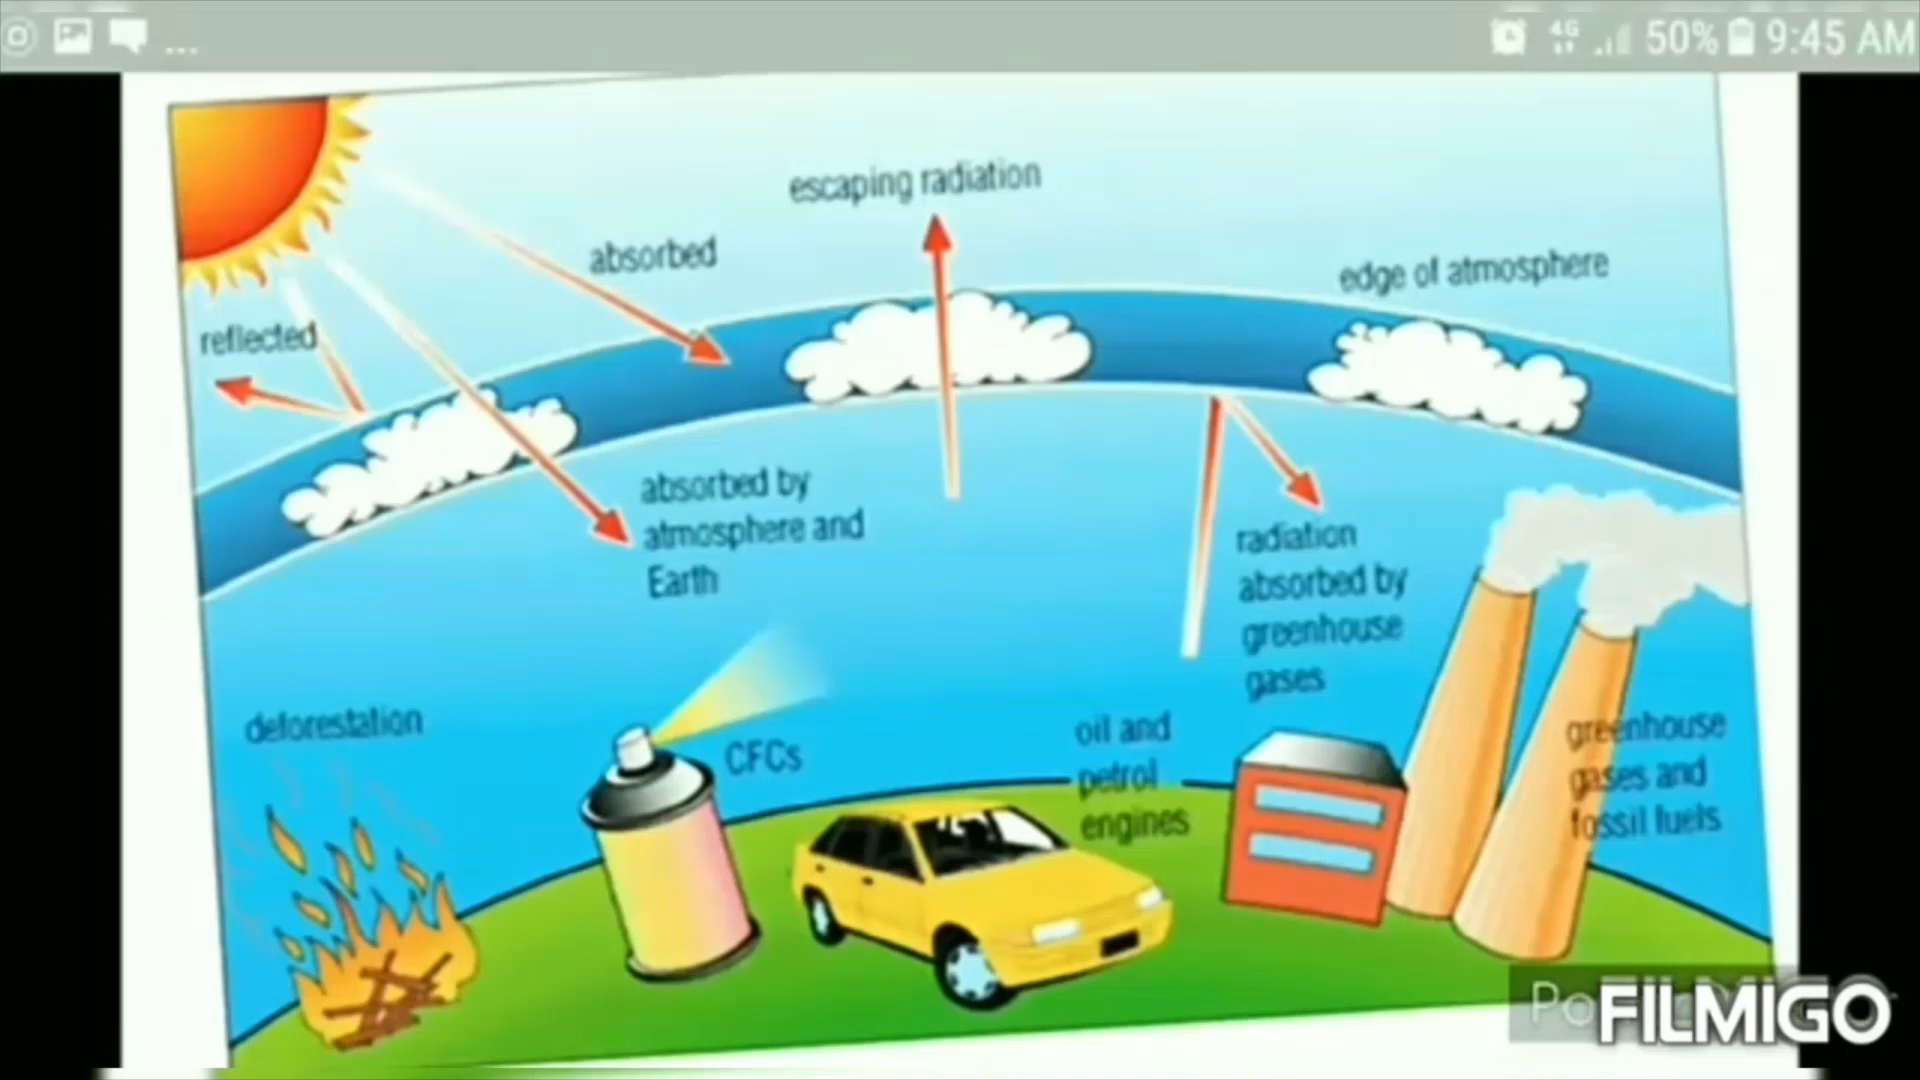 4G 50% 9:45 AM
escaping radiation
absorbed
edge of atmosphere
reflected
absorbed by
atmosphere and
Earth
radiation
absorbed by
greenhouse
gases
deforestation
CFCs
oil and
petrol
engines
greenhouse
gases and
fossil fuels
FILMIGO